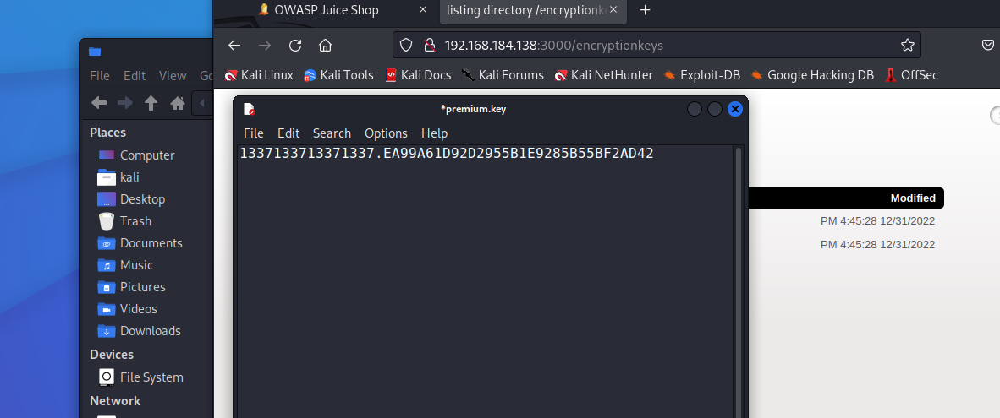 OWASP Juice Shop
listing directory /encryptionke
192.168.184.138:3000/encryptionkeys
File Edit View Go
Kali Linux Kali Tools Kali Docs Kali Forums Kali NetHunter Exploit-DB Google Hacking DB OffSec
*premium.key
File Edit Search Options Help
1337133713371337.EA99A61D92D2955B1E9285B55BF2AD42
Places
Computer
kali
Desktop
Trash
Documents
Music
Pictures
Videos
Downloads
Devices
File System
Network
Modified
PM 4:45:28 12/31/2022
PM 4:45:28 12/31/2022